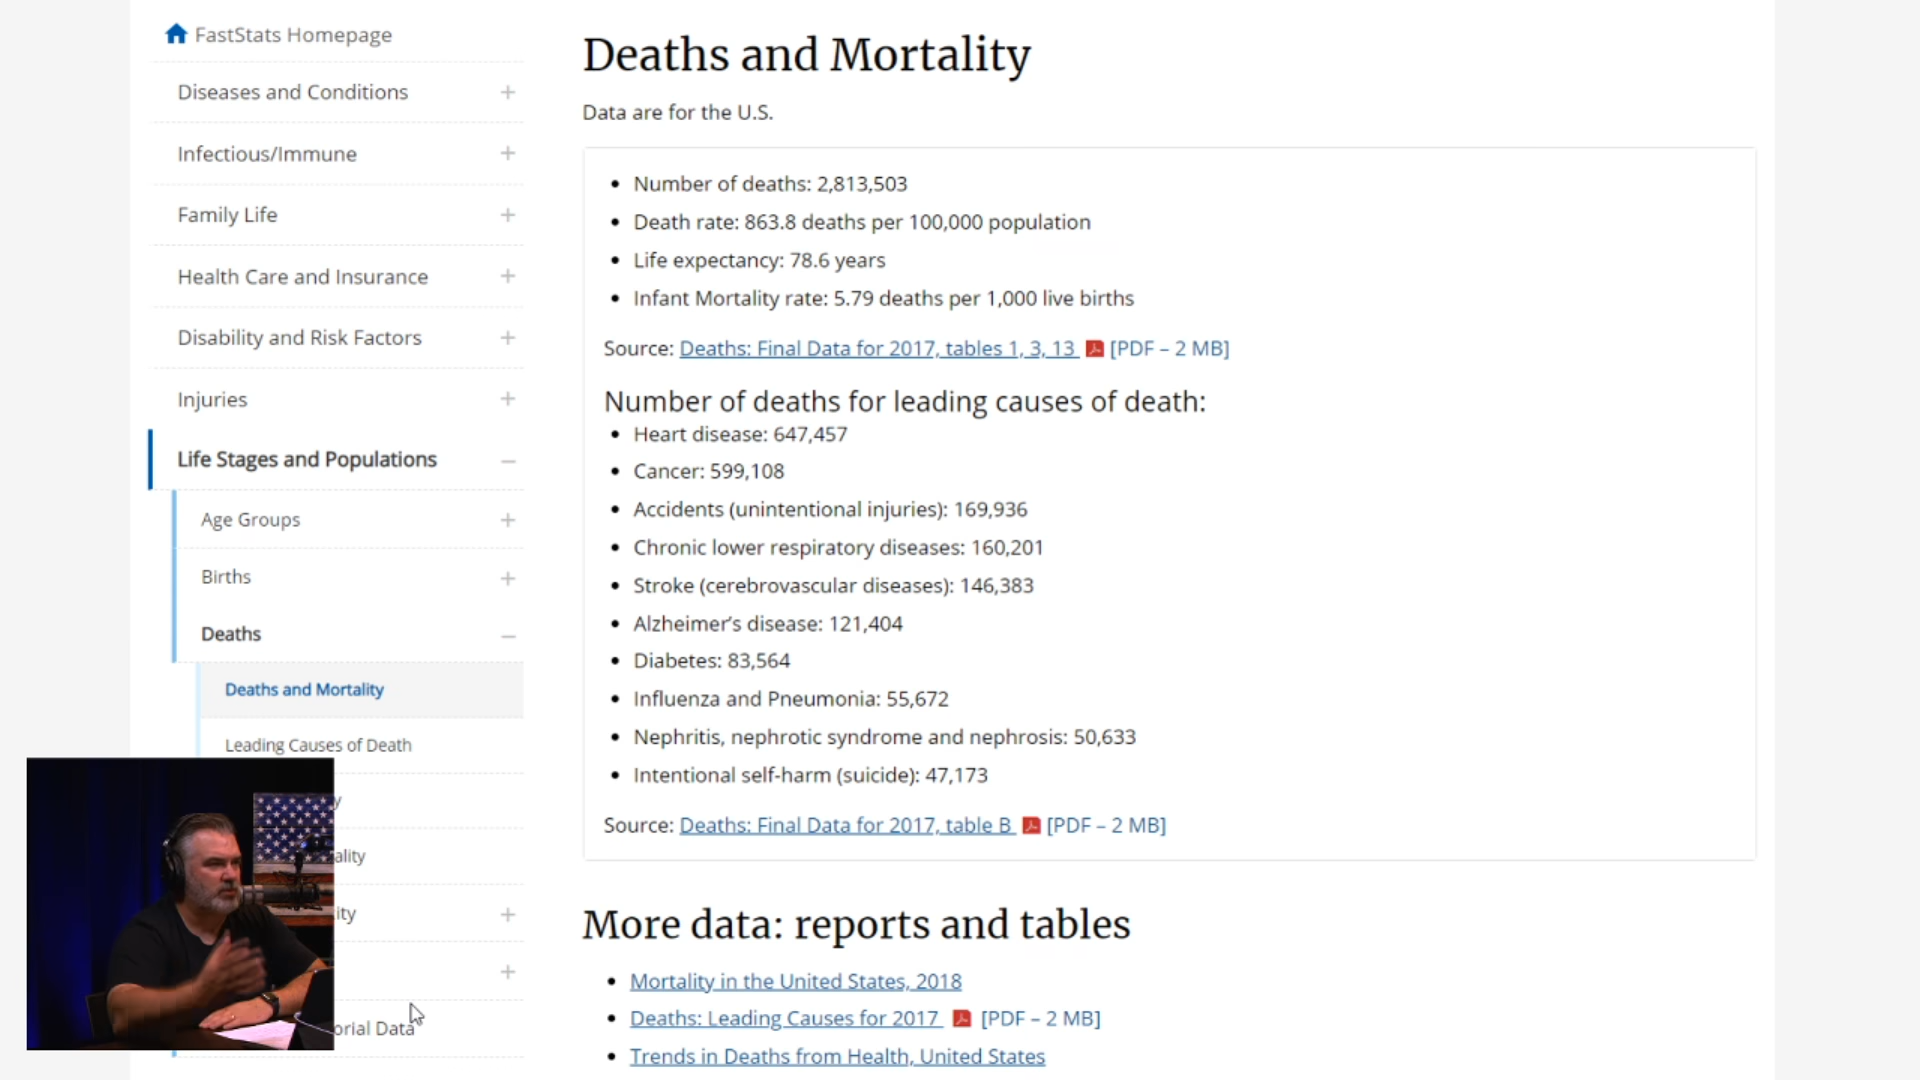 FastStats Homepage
Diseases and Conditions
Infectious/Immune
Family Life
Health Care and Insurance
Disability and Risk Factors
Injuries
Life Stages and Populations
Age Groups
Births
Deaths
Deaths and Mortality
Leading Causes of Death
y
ality
ity
orial Data
Deaths and Mortality
Data are for the U.S.
Number of deaths: 2,813,503
Death rate: 863.8 deaths per 100,000 population
Life expectancy: 78.6 years
Infant Mortality rate: 5.79 deaths per 1,000 live births
Source: Deaths: Final Data for 2017, tables 1, 3, 13 [PDF – 2 MB]
Number of deaths for leading causes of death:
Heart disease: 647,457
Cancer: 599,108
Accidents (unintentional injuries): 169,936
Chronic lower respiratory diseases: 160,201
Stroke (cerebrovascular diseases): 146,383
Alzheimer’s disease: 121,404
Diabetes: 83,564
Influenza and Pneumonia: 55,672
Nephritis, nephrotic syndrome and nephrosis: 50,633
Intentional self-harm (suicide): 47,173
Source: Deaths: Final Data for 2017, table B [PDF – 2 MB]
More data: reports and tables
Mortality in the United States, 2018
Deaths: Leading Causes for 2017 [PDF – 2 MB]
Trends in Deaths from Health, United States